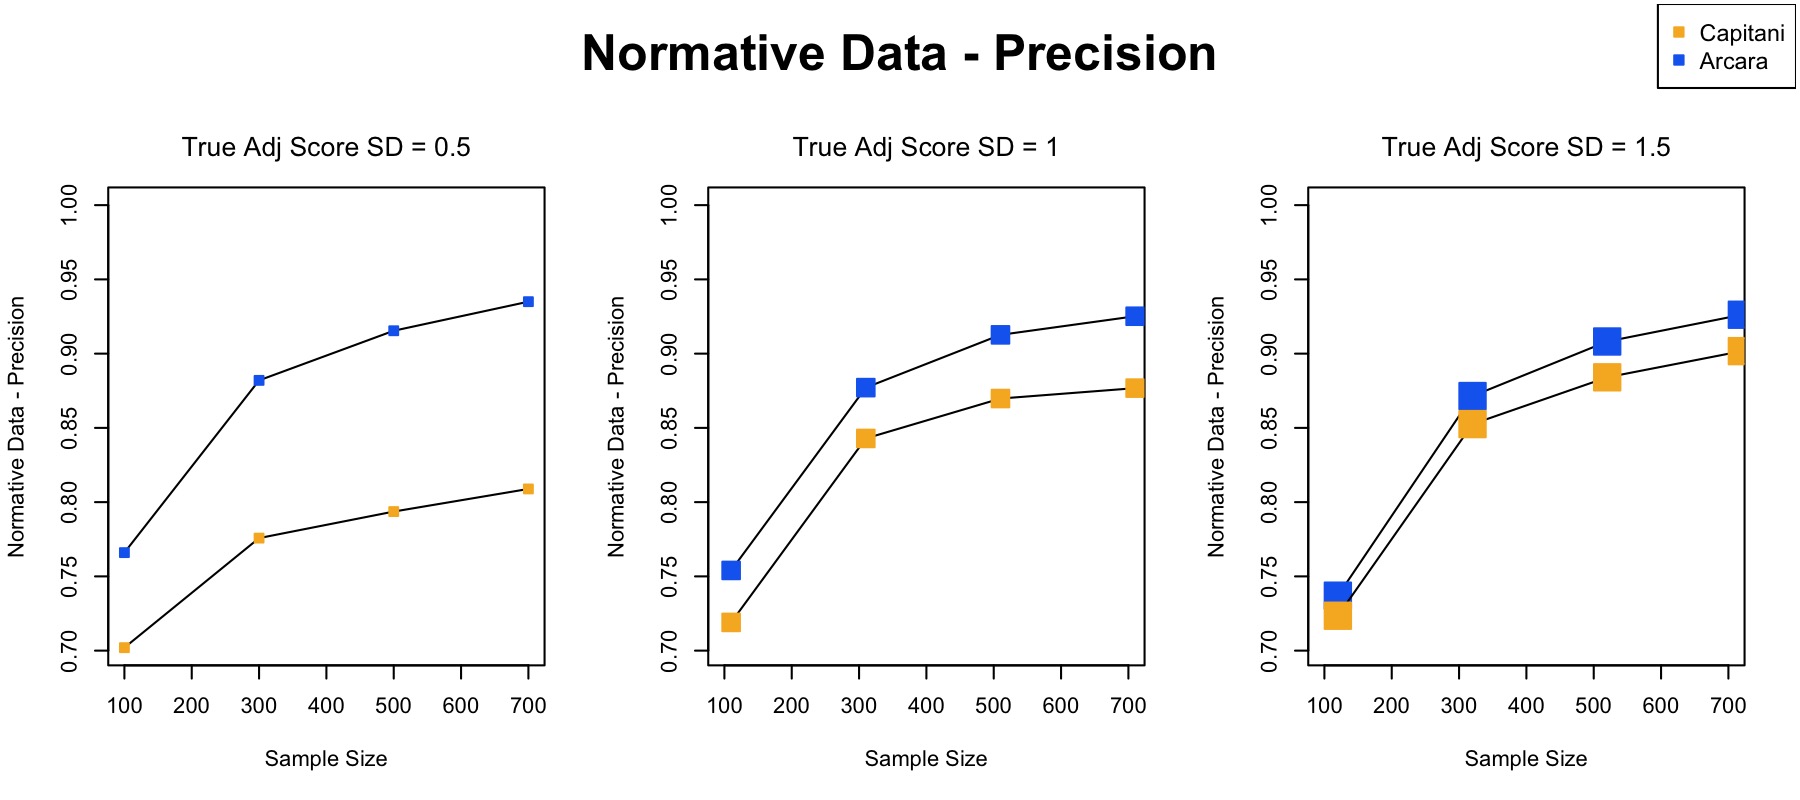 Normative Data - Precision
Capitani
Arcara
True Adj Score SD = 0.5
Normative Data - Precision
1.00
0.95
0.90
0.85
0.80
0.75
0.70
100 200 300 400 500 600 700
Sample Size
True Adj Score SD = 1
Normative Data - Precision
1.00
0.95
0.90
0.85
0.80
0.75
0.70
100 200 300 400 500 600 700
Sample Size
True Adj Score SD = 1.5
Normative Data - Precision
1.00
0.95
0.90
0.85
0.80
0.75
0.70
100 200 300 400 500 600 700
Sample Size